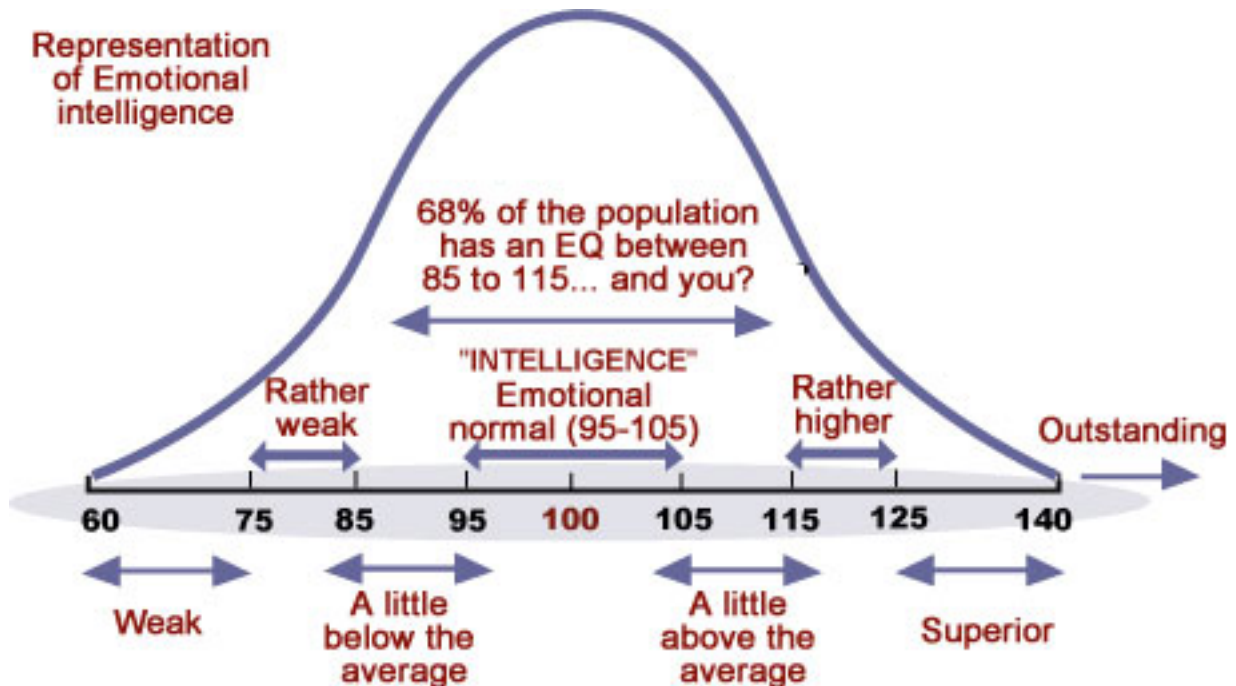 Representation
of Emotional
intelligence
68% of the population
has an EQ between
85 to 115... and you?
"INTELLIGENCE"
Emotional
normal (95-105)
Rather
weak
Rather
higher
Outstanding
60 75 85 95 100 105 115 125 140
Weak
A little
below the
average
A little
above the
average
Superior